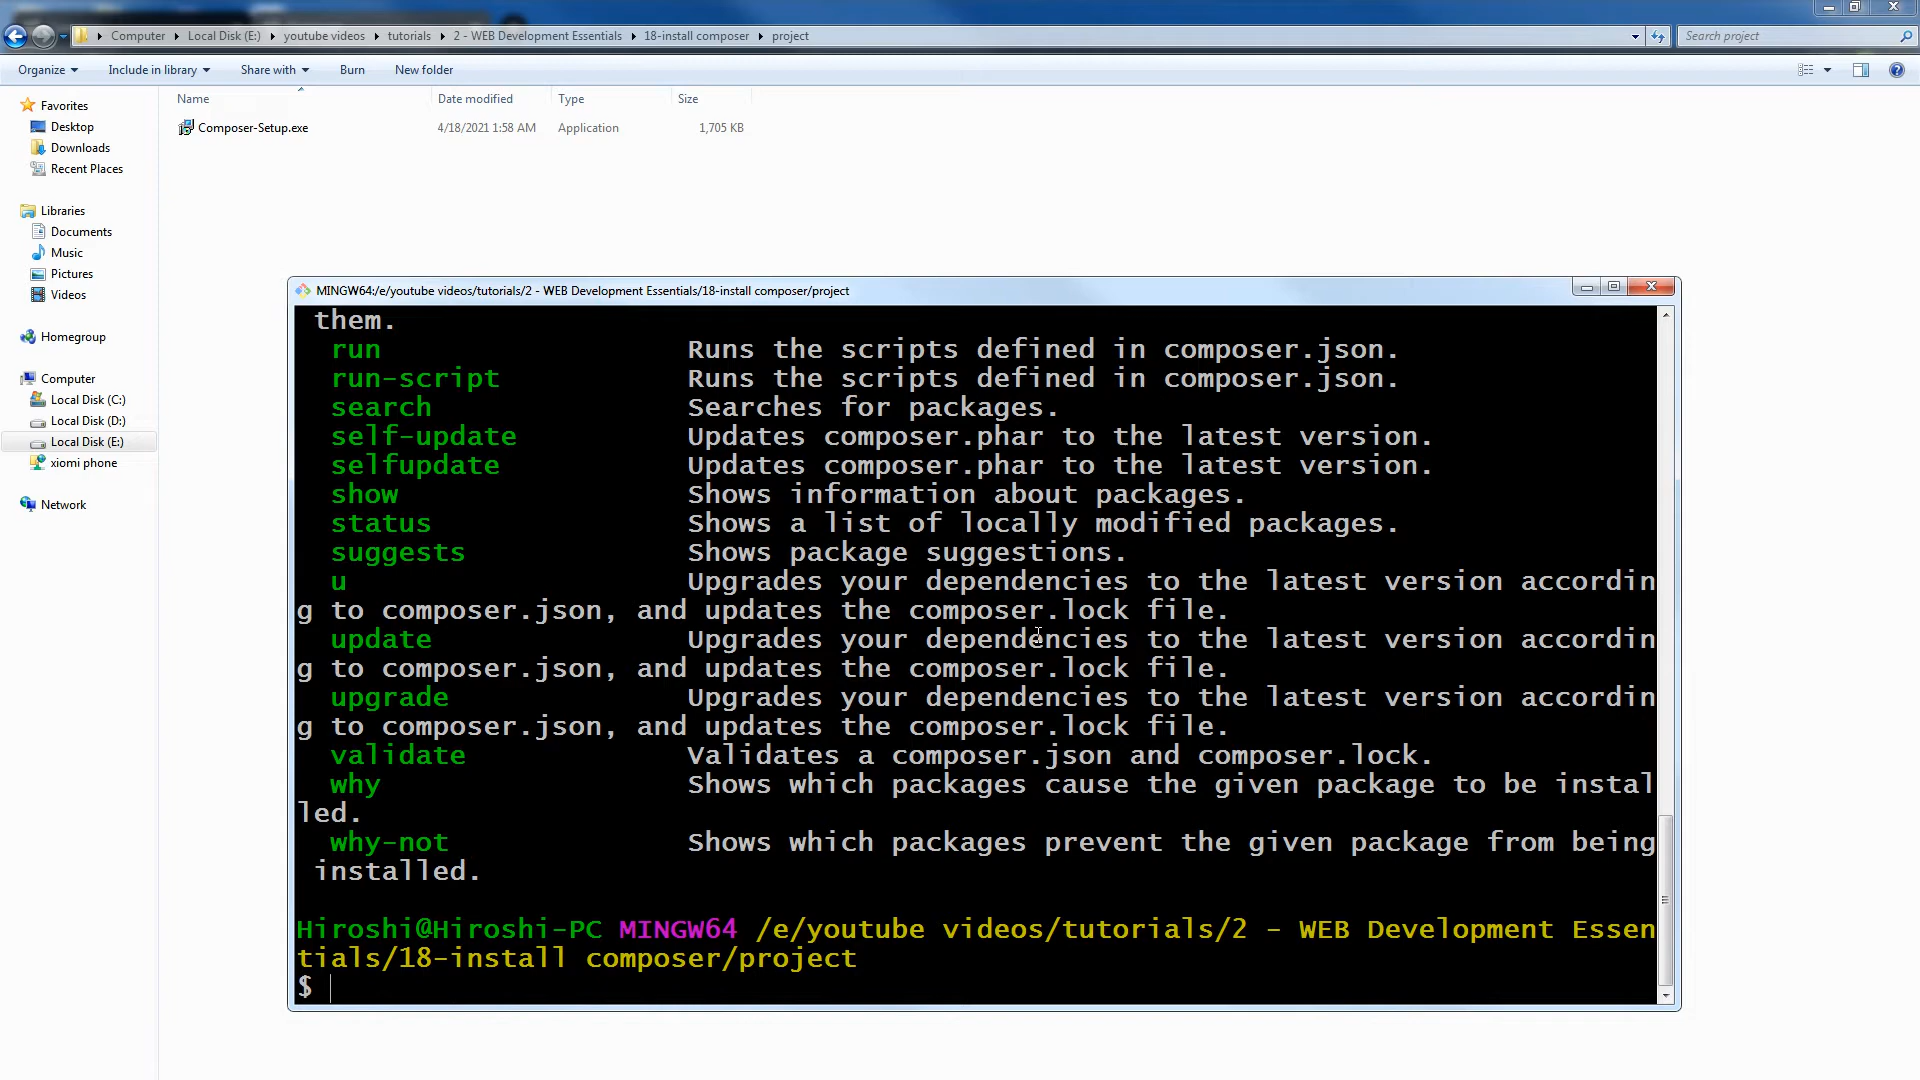 Computer
Local Disk (E:)
youtube videos
tutorials
2 - WEB Development Essentials
18-install composer
project
Search project
Organize
Include in library
Share with
Burn
New folder
Name
Date modified
Type
Size
Composer-Setup.exe
4/18/2021 1:58 AM
Application
1,705 KB
Favorites
Desktop
Downloads
Recent Places
Libraries
Documents
Music
Pictures
Videos
Homegroup
Computer
Local Disk (C:)
Local Disk (D:)
Local Disk (E:)
xiomi phone
Network
MINGW64:/e/youtube videos/tutorials/2 - WEB Development Essentials/18-install composer/project
them.
run Runs the scripts defined in composer.json.
run-script Runs the scripts defined in composer.json.
search Searches for packages.
self-update Updates composer.phar to the latest version.
selfupdate Updates composer.phar to the latest version.
show Shows information about packages.
status Shows a list of locally modified packages.
suggests Shows package suggestions.
u Upgrades your dependencies to the latest version accordin
g to composer.json, and updates the composer.lock file.
update Upgrades your dependencies to the latest version accordin
g to composer.json, and updates the composer.lock file.
upgrade Upgrades your dependencies to the latest version accordin
g to composer.json, and updates the composer.lock file.
validate Validates a composer.json and composer.lock.
why Shows which packages cause the given package to be instal
led.
why-not Shows which packages prevent the given package from being
installed.
Hiroshi@Hiroshi-PC MINGW64 /e/youtube videos/tutorials/2 - WEB Development Essen
tials/18-install composer/project
$